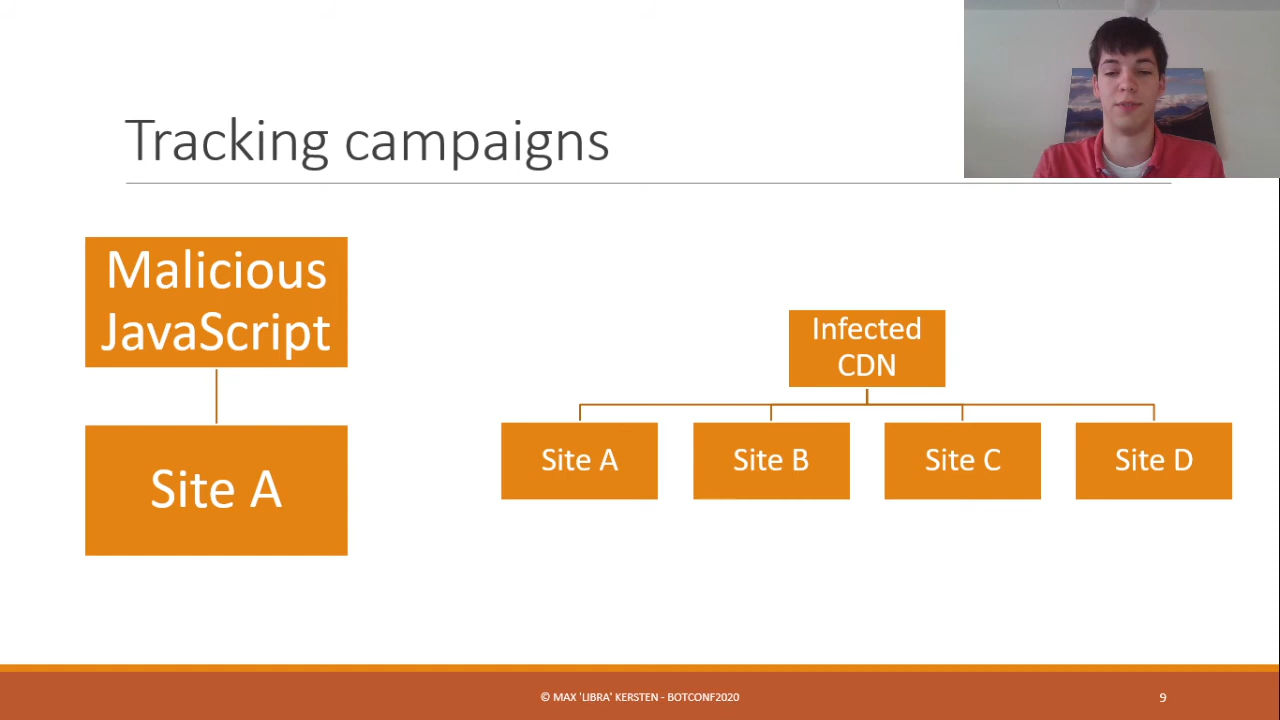 Tracking campaigns
Malicious
JavaScript
Site A
Infected
CDN
Site A
Site B
Site C
Site D
© MAX 'LIBRA' KERSTEN - BOTCONF2020
9